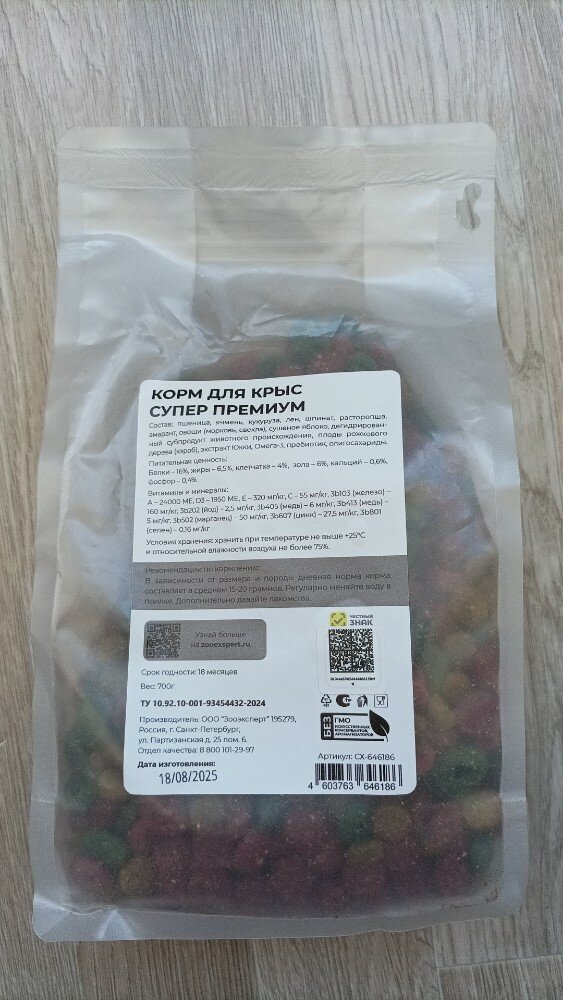 КОРМ ДЛЯ КРЫС
СУПЕР ПРЕМИУМ
Состав: пшеница, ячмень, кукуруза, лен, шпинат, расторопша,
амарант, овощи (морковь, свекла), сушеное яблоко, дегидрирован-
ный субпродукт животного происхождения, плоды рожкового
дерева (кэроб), экстракт Юкки, Омега-3, пребиотик, олигосахариды.
Питательная ценность:
Белки – 16%, жиры – 6,5%, клетчатка – 4%, зола – 6%, кальций – 0,6%,
фосфор – 0,4%
Витамины и минералы:
А – 24000 МЕ, D3 – 1950 МЕ, Е – 320 мг/кг, С – 55 мг/кг, 3b103 (железо) –
160 мг/кг, 3b202 (йод) – 2,5 мг/кг, 3b405 (медь) – 6 мг/кг, 3b413 (медь) –
5 мг/кг, 3b502 (марганец) – 50 мг/кг, 3b607 (цинк) – 27,5 мг/кг, 3b801
(селен) – 0,16 мг/кг
Условия хранения: хранить при температуре не выше +25°С
и относительной влажности воздуха не более 75%.
Рекомендации по кормлению:
В зависимости от размера и породы дневная норма корма
составляет в среднем 15-20 граммов. Регулярно меняйте воду в
поилке. Дополнительно давайте лакомства.
Узнай больше
на zooexspert.ru
ЧЕСТНЫЙ
ЗНАК
Срок годности: 18 месяцев
Вес: 700г
ТУ 10.92.10-001-93454432-2024
Производитель: ООО "Зооэксперт" 195279,
Россия, г. Санкт-Петербург,
ул. Партизанская д. 25 пом. 6.
Отдел качества: 8 800 101-29-97
Дата изготовления:
18/08/2025
БЕЗ
ГМО
ИСКУССТВЕННЫХ
КОНСЕРВАНТОВ,
АРОМАТИЗАТОРОВ
Артикул: СХ-646186
4 603763 646186